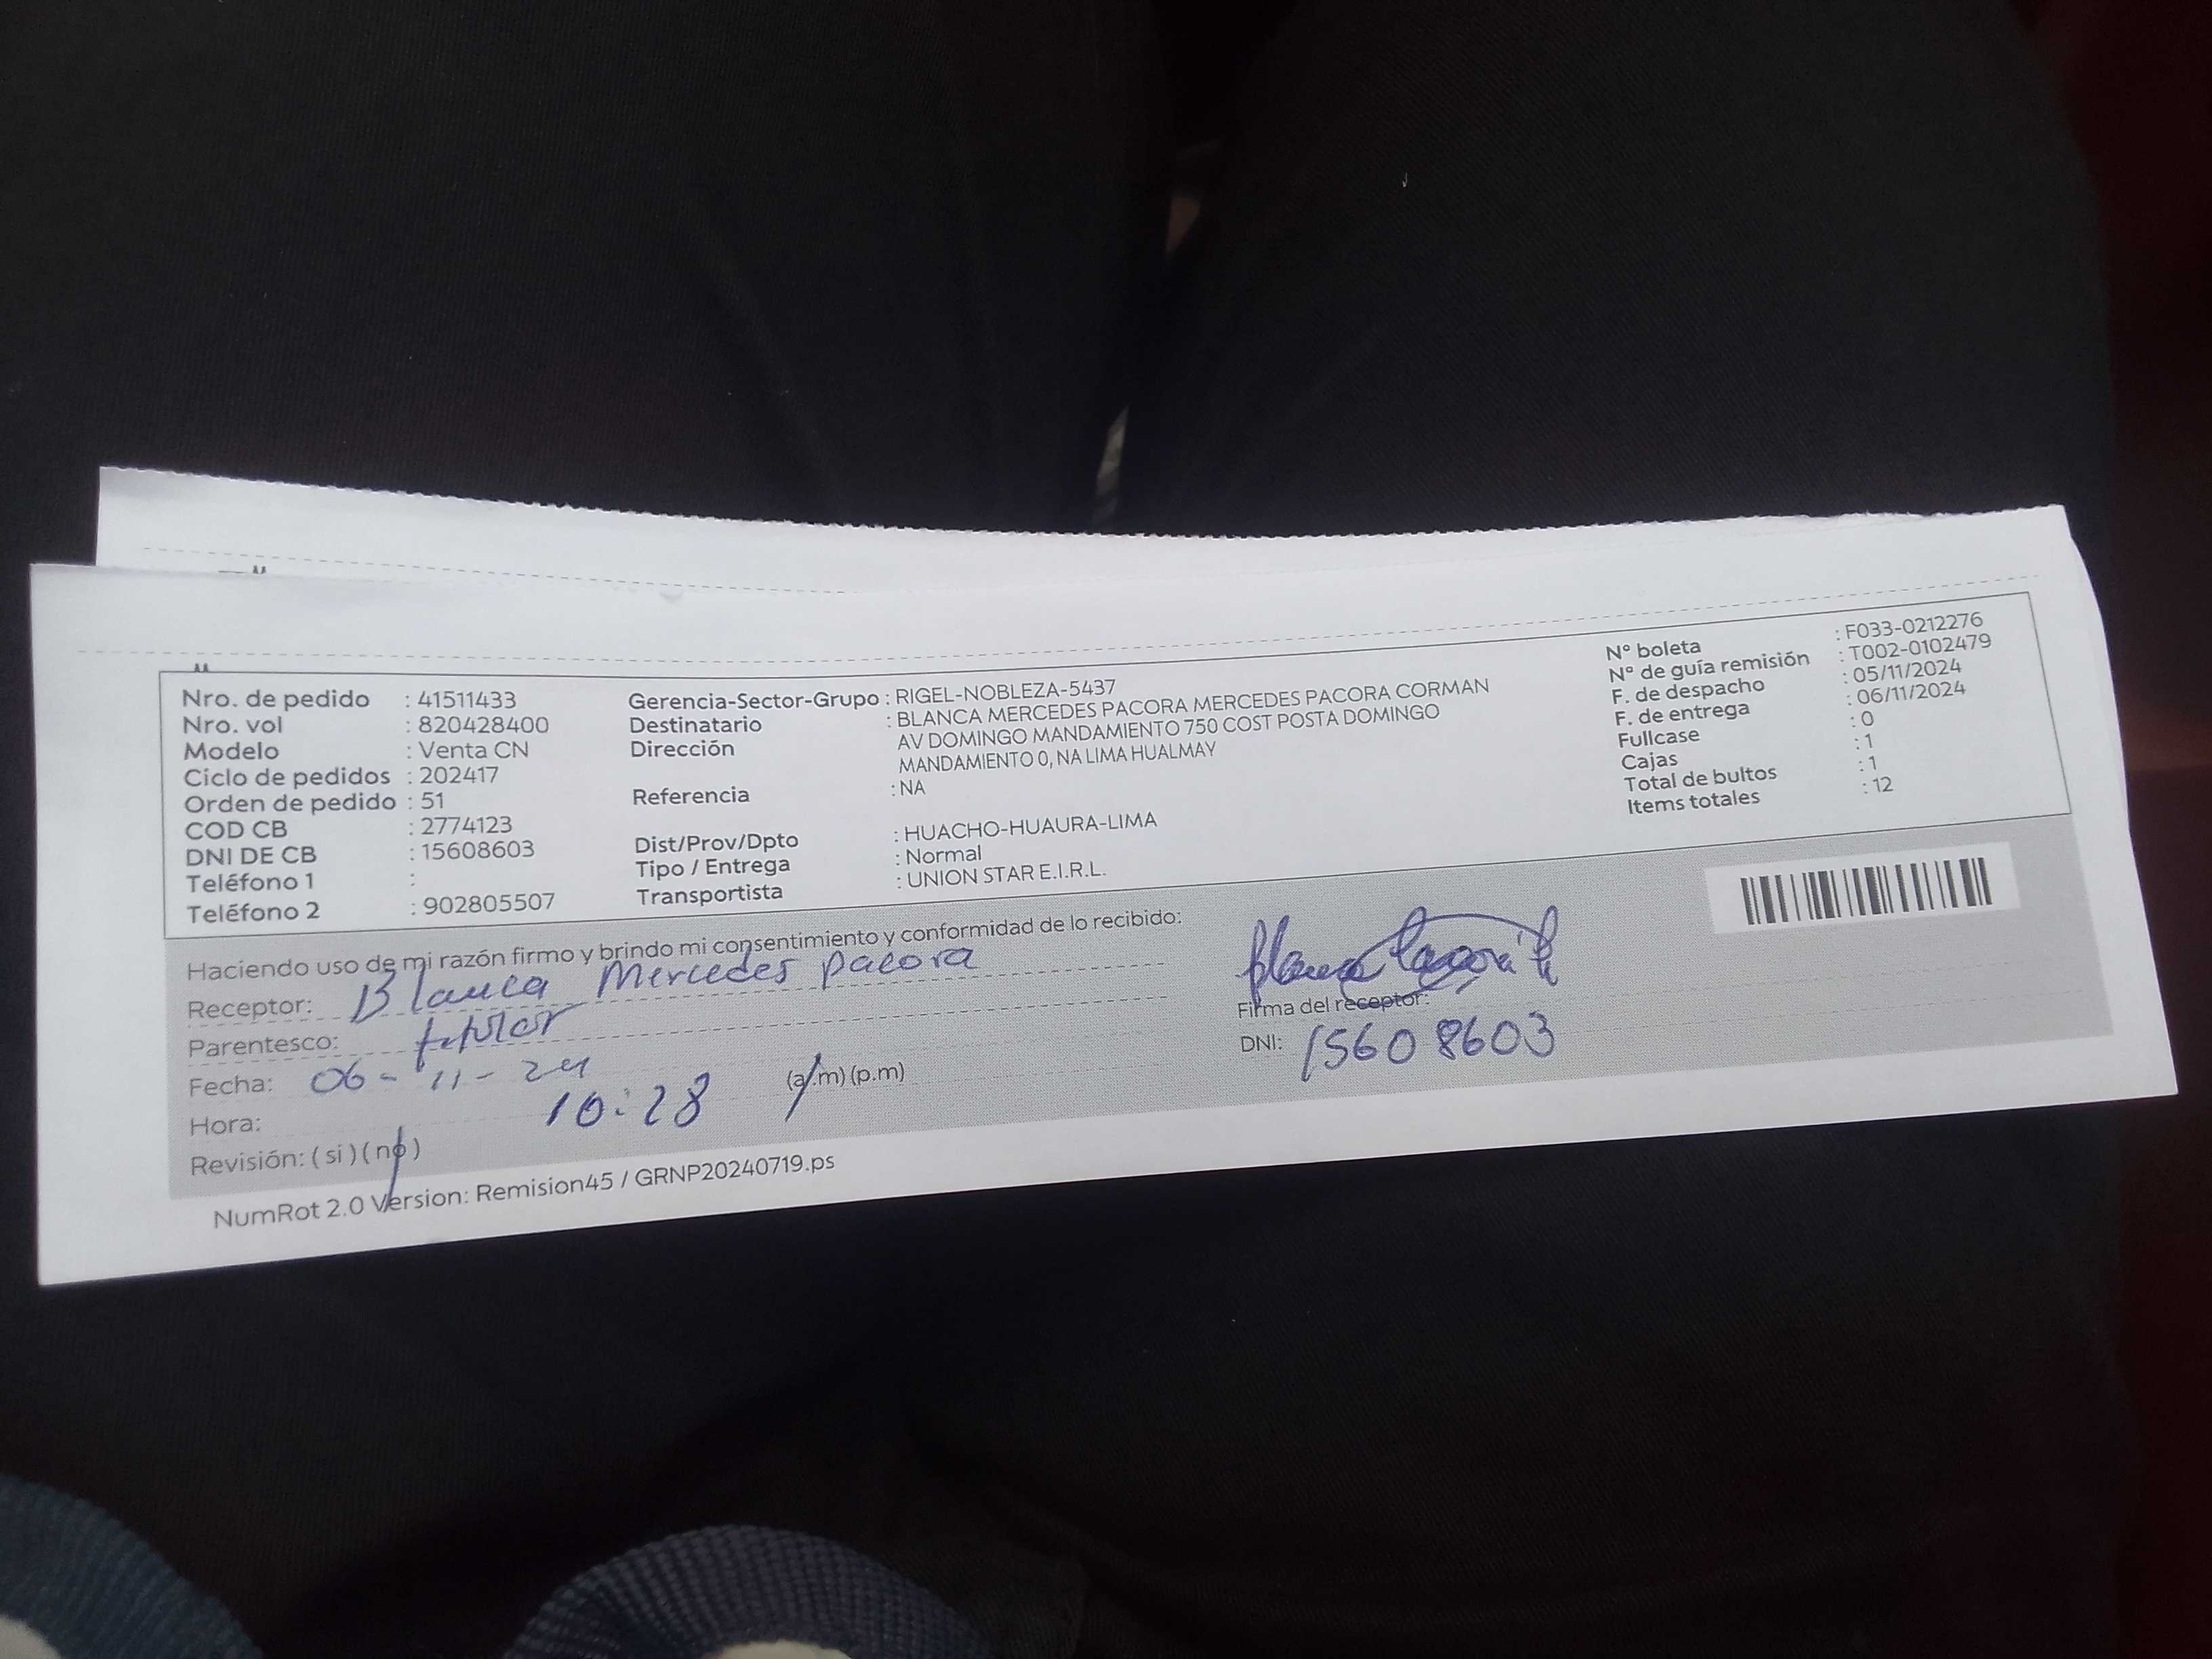 Nro. de pedido : 41511433
Nro. vol : 820428400
Modelo : Venta CN
Ciclo de pedidos : 202417
Orden de pedido : 51
COD CB : 2774123
DNI DE CB : 15608603
Teléfono 1 :
Teléfono 2 : 902805507
Gerencia-Sector-Grupo : RIGEL-NOBLEZA-5437
Destinatario : BLANCA MERCEDES PACORA MERCEDES PACORA CORMAN
Dirección AV DOMINGO MANDAMIENTO 750 COST POSTA DOMINGO
MANDAMIENTO 0, NA LIMA HUALMAY
Referencia : NA
Dist/Prov/Dpto : HUACHO-HUAURA-LIMA
Tipo / Entrega : Normal
Transportista : UNION STAR E.I.R.L.
N° boleta : F033-0212276
N° de guía remisión : T002-0102479
F. de despacho : 05/11/2024
F. de entrega : 06/11/2024
Fullcase : 0
Cajas : 1
Total de bultos : 1
Items totales : 12
Haciendo uso de mi razón firmo y brindo mi consentimiento y conformidad de lo recibido:
Receptor: Blanca Mercedes Pacora
Parentesco: titular
Fecha: 06-11-24
Hora: 10:28 (a.m) (p.m)
Revisión: (si) (no)
Firma del receptor:
DNI: 15608603
NumRot 2.0 Version: Remision45 / GRNP20240719.ps